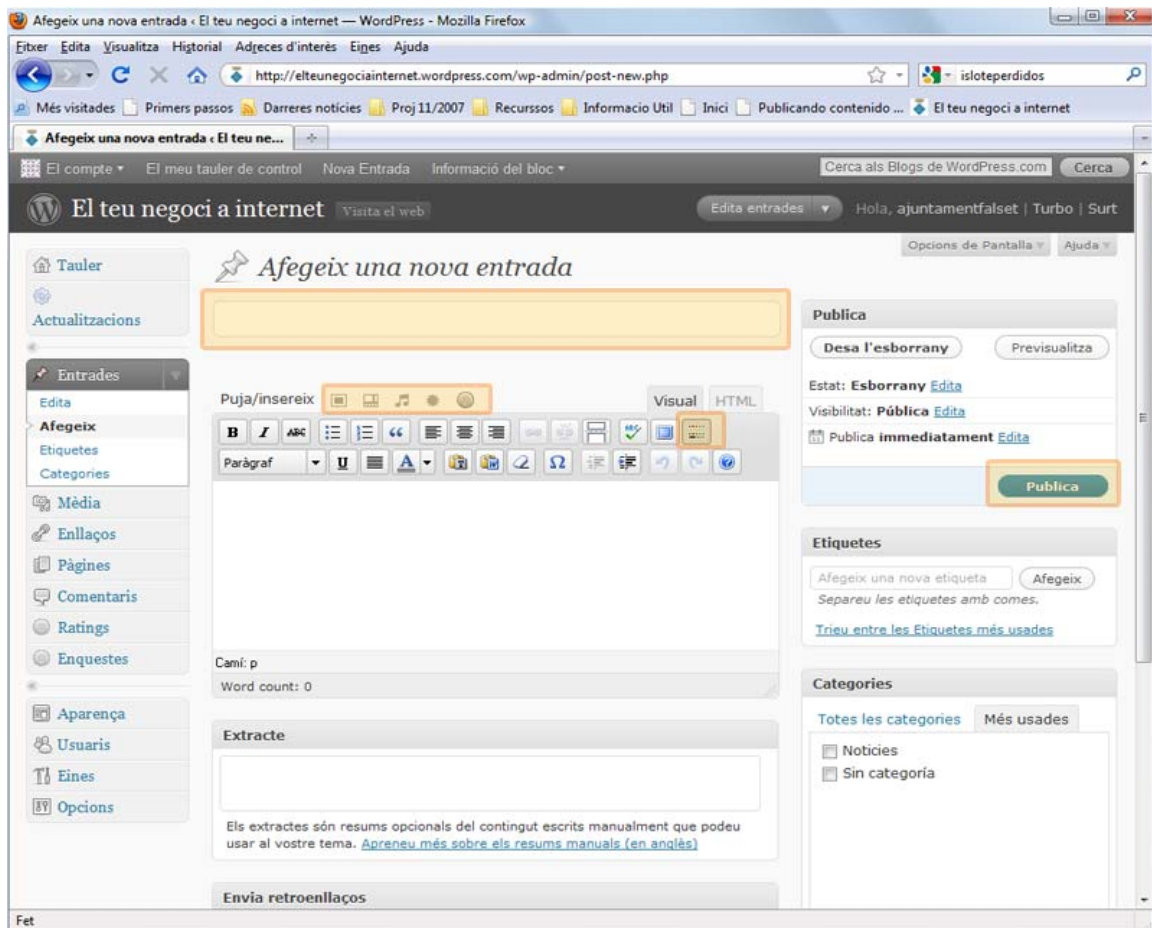 Afegeix una nova entrada ‹ El teu negoci a internet — WordPress - Mozilla Firefox
Fitxer Edita Visualitza Historial Adreces d'interès Eines Ajuda
http://elteunegociainternet.wordpress.com/wp-admin/post-new.php
isloteperdidos
Més visitades Primers passos Darreres notícies Proj 11/2007 Recurssos Informacio Util Inici Publicando contenido ... El teu negoci a internet
Afegeix una nova entrada ‹ El teu ne...
El compte El meu tauler de control Nova Entrada Informació del bloc Cerca als Blogs de WordPress.com Cerca
El teu negoci a internet Visita el web Edita entrades Hola, ajuntamentfalset | Turbo | Surt
Opcions de Pantalla Ajuda
Tauler
Actualitzacions
Entrades
Edita
Afegeix
Etiquetes
Categories
Mèdia
Enllaços
Pàgines
Comentaris
Ratings
Enquestes
Aparença
Usuaris
Eines
Opcions
Afegeix una nova entrada
Puja/insereix
Visual HTML
B I ABC
Paràgraf U A Ω
Camí: p
Word count: 0
Extracte
Els extractes són resums opcionals del contingut escrits manualment que podeu
usar al vostre tema. Apreneu més sobre els resums manuals (en anglès)
Envia retroenllaços
Publica
Desa l'esborrany Previsualitza
Estat: Esborrany Edita
Visibilitat: Pública Edita
Publica immediatament Edita
Publica
Etiquetes
Afegeix una nova etiqueta Afegeix
Separeu les etiquetes amb comes.
Trieu entre les Etiquetes més usades
Categories
Totes les categories Més usades
Noticies
Sin categoría
Fet